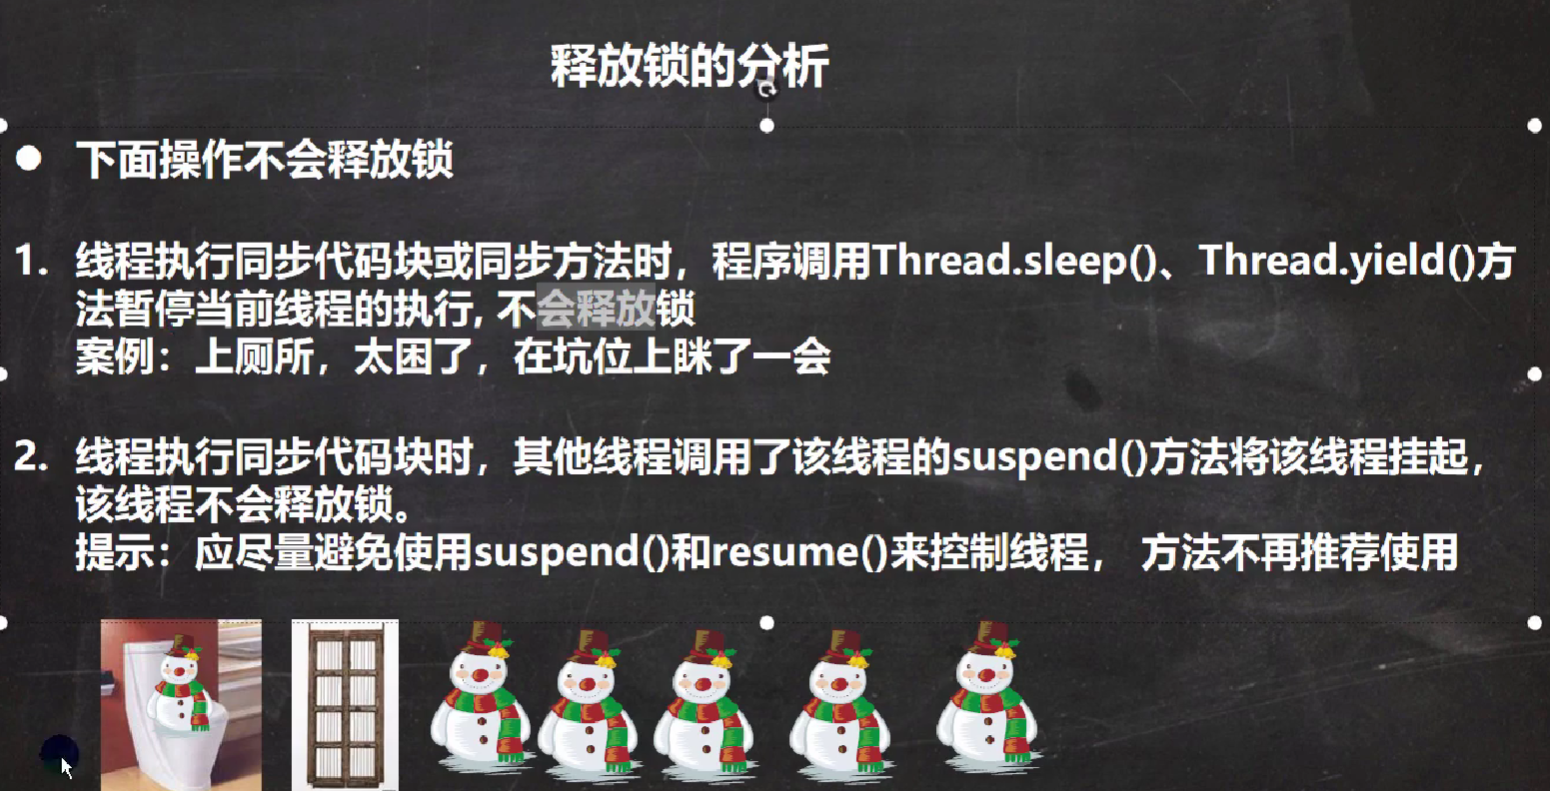 释放锁的分析
● 下面操作不会释放锁
1. 线程执行同步代码块或同步方法时，程序调用Thread.sleep()、Thread.yield()方
法暂停当前线程的执行, 不会释放锁
案例：上厕所，太困了，在坑位上眯了一会
2. 线程执行同步代码块时，其他线程调用了该线程的suspend()方法将该线程挂起，
该线程不会释放锁。
提示：应尽量避免使用suspend()和resume()来控制线程， 方法不再推荐使用